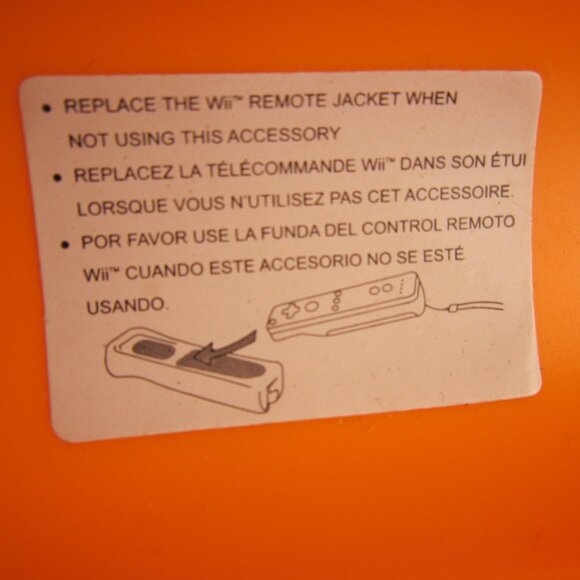 • REPLACE THE Wii™ REMOTE JACKET WHEN
NOT USING THIS ACCESSORY
• REPLACEZ LA TÉLÉCOMMANDE Wii™ DANS SON ÉTUI
LORSQUE VOUS N'UTILISEZ PAS CET ACCESSOIRE.
• POR FAVOR USE LA FUNDA DEL CONTROL REMOTO
Wii™ CUANDO ESTE ACCESORIO NO SE ESTÉ
USANDO.